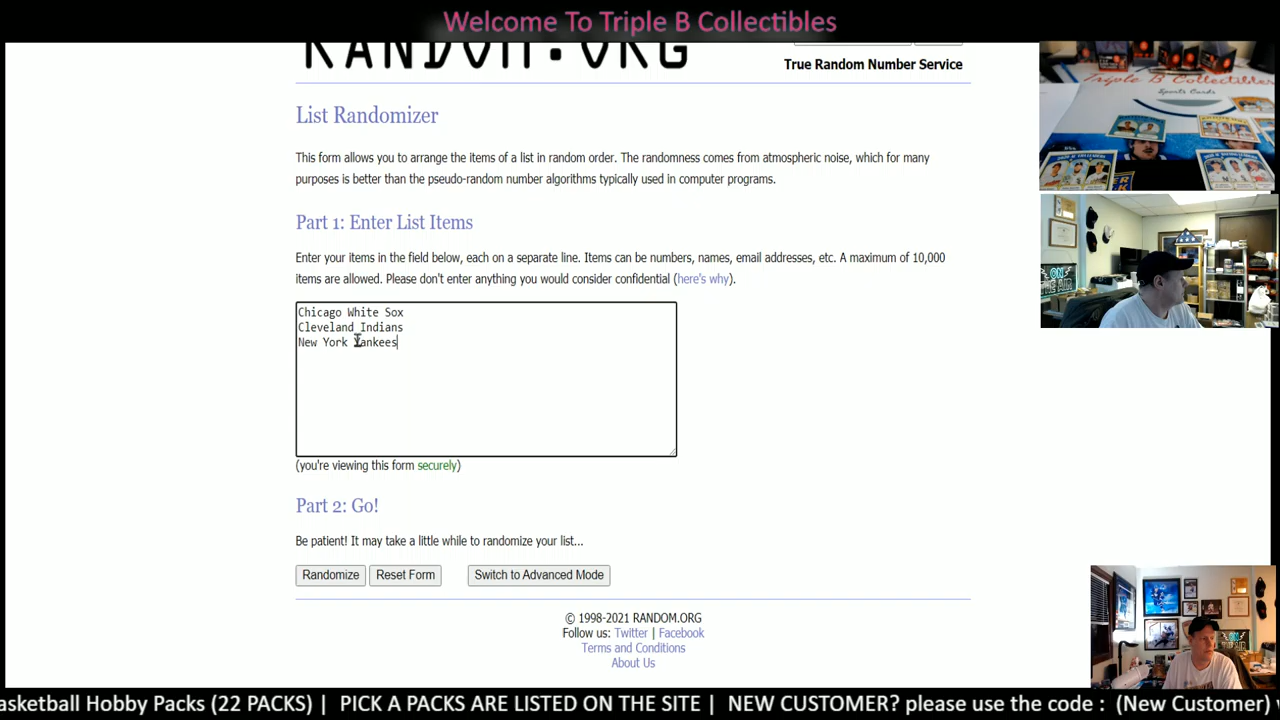 Welcome To Triple B Collectibles
RANDOM.ORG
True Random Number Service
List Randomizer
This form allows you to arrange the items of a list in random order. The randomness comes from atmospheric noise, which for many
purposes is better than the pseudo-random number algorithms typically used in computer programs.
Part 1: Enter List Items
Enter your items in the field below, each on a separate line. Items can be numbers, names, email addresses, etc. A maximum of 10,000
items are allowed. Please don't enter anything you would consider confidential (here's why).
Chicago White Sox
Cleveland Indians
New York Yankees
(you're viewing this form securely)
Part 2: Go!
Be patient! It may take a little while to randomize your list...
Randomize Reset Form Switch to Advanced Mode
© 1998-2021 RANDOM.ORG
Follow us: Twitter | Facebook
Terms and Conditions
About Us
Triple B Collectibles
Sports Cards
ON
THE AIR
asketball Hobby Packs (22 PACKS) | PICK A PACKS ARE LISTED ON THE SITE | NEW CUSTOMER? please use the code : (New Customer)